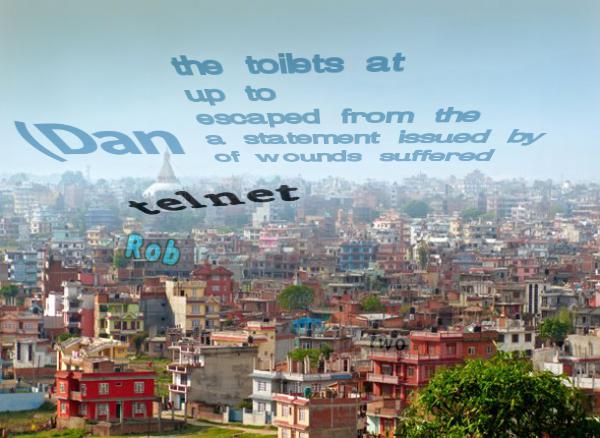 the toilets at
up to
escaped from the
a statement issued by
of wounds suffered
(Dan
telnet
Rob
Two